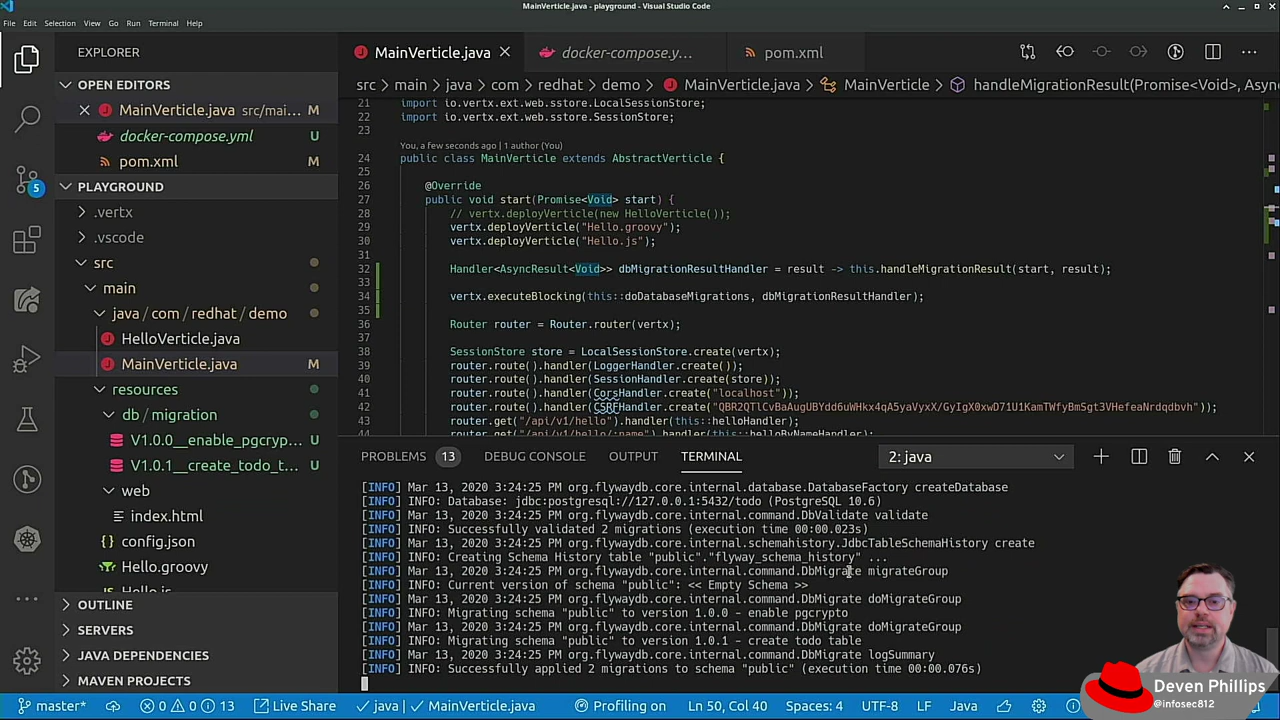 MainVerticle.java - playground - Visual Studio Code
File Edit Selection View Go Run Terminal Help
EXPLORER
OPEN EDITORS
MainVerticle.java src/mai... M
docker-compose.yml U
pom.xml
PLAYGROUND
.vertx
.vscode
src
main
java / com / redhat / demo
HelloVerticle.java
MainVerticle.java M
resources
db / migration
V1.0.0__enable_pgcryp... U
V1.0.1__create_todo_t... U
web
index.html
config.json
Hello.groovy
Hello.js
OUTLINE
SERVERS
JAVA DEPENDENCIES
MAVEN PROJECTS
5
MainVerticle.java docker-compose.y... pom.xml
src > main > java > com > redhat > demo > MainVerticle.java > MainVerticle > handleMigrationResult(Promise<Void>, Async
21 import io.vertx.ext.web.sstore.LocalSessionStore;
22 import io.vertx.ext.web.sstore.SessionStore;
23
You, a few seconds ago | 1 author (You)
24 public class MainVerticle extends AbstractVerticle {
25
26 @Override
27 public void start(Promise<Void> start) {
28 // vertx.deployVerticle(new HelloVerticle());
29 vertx.deployVerticle("Hello.groovy");
30 vertx.deployVerticle("Hello.js");
31
32 Handler<AsyncResult<Void>> dbMigrationResultHandler = result -> this.handleMigrationResult(start, result);
33
34 vertx.executeBlocking(this::doDatabaseMigrations, dbMigrationResultHandler);
35
36 Router router = Router.router(vertx);
37
38 SessionStore store = LocalSessionStore.create(vertx);
39 router.route().handler(LoggerHandler.create());
40 router.route().handler(SessionHandler.create(store));
41 router.route().handler(CorsHandler.create("localhost"));
42 router.route().handler(CSRFHandler.create("QBR2QTlCvBaAugUBYdd6uWHkx4qA5yaVyxX/GyIgX0xwD71U1KamTWfyBmSgt3VHefeaNrdqdbvh"));
43 router.get("/api/v1/hello").handler(this::helloHandler);
44 router.get("/api/v1/hello/:name").handler(this::helloByNameHandler);
PROBLEMS 13 DEBUG CONSOLE OUTPUT TERMINAL 2: java
[INFO] Mar 13, 2020 3:24:25 PM org.flywaydb.core.internal.database.DatabaseFactory createDatabase
[INFO] INFO: Database: jdbc:postgresql://127.0.0.1:5432/todo (PostgreSQL 10.6)
[INFO] Mar 13, 2020 3:24:25 PM org.flywaydb.core.internal.command.DbValidate validate
[INFO] INFO: Successfully validated 2 migrations (execution time 00:00.023s)
[INFO] Mar 13, 2020 3:24:25 PM org.flywaydb.core.internal.schemahistory.JdbcTableSchemaHistory create
[INFO] INFO: Creating Schema History table "public"."flyway_schema_history" ...
[INFO] Mar 13, 2020 3:24:25 PM org.flywaydb.core.internal.command.DbMigrate migrateGroup
[INFO] INFO: Current version of schema "public": << Empty Schema >>
[INFO] Mar 13, 2020 3:24:25 PM org.flywaydb.core.internal.command.DbMigrate doMigrateGroup
[INFO] INFO: Migrating schema "public" to version 1.0.0 - enable pgcrypto
[INFO] Mar 13, 2020 3:24:25 PM org.flywaydb.core.internal.command.DbMigrate doMigrateGroup
[INFO] INFO: Migrating schema "public" to version 1.0.1 - create todo table
[INFO] Mar 13, 2020 3:24:25 PM org.flywaydb.core.internal.command.DbMigrate logSummary
[INFO] INFO: Successfully applied 2 migrations to schema "public" (execution time 00:00.076s)
Deven Phillips
@infosec812
master* 0 0 13 Live Share java | MainVerticle.java Profiling on Ln 50, Col 40 Spaces: 4 UTF-8 LF Java